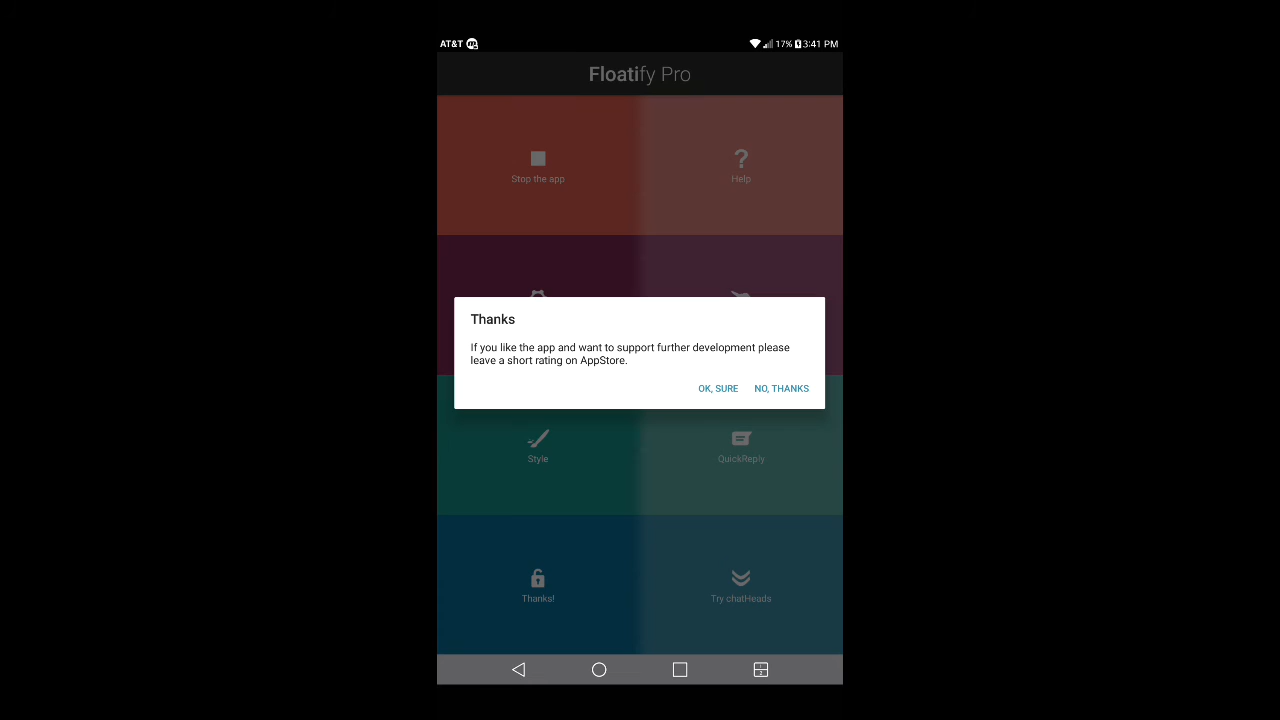 AT&T
17% 3:41 PM
Floatify Pro
Stop the app
Help
Thanks
If you like the app and want to support further development please
leave a short rating on AppStore.
OK, SURE NO, THANKS
Style
QuickReply
Thanks!
Try chatHeads